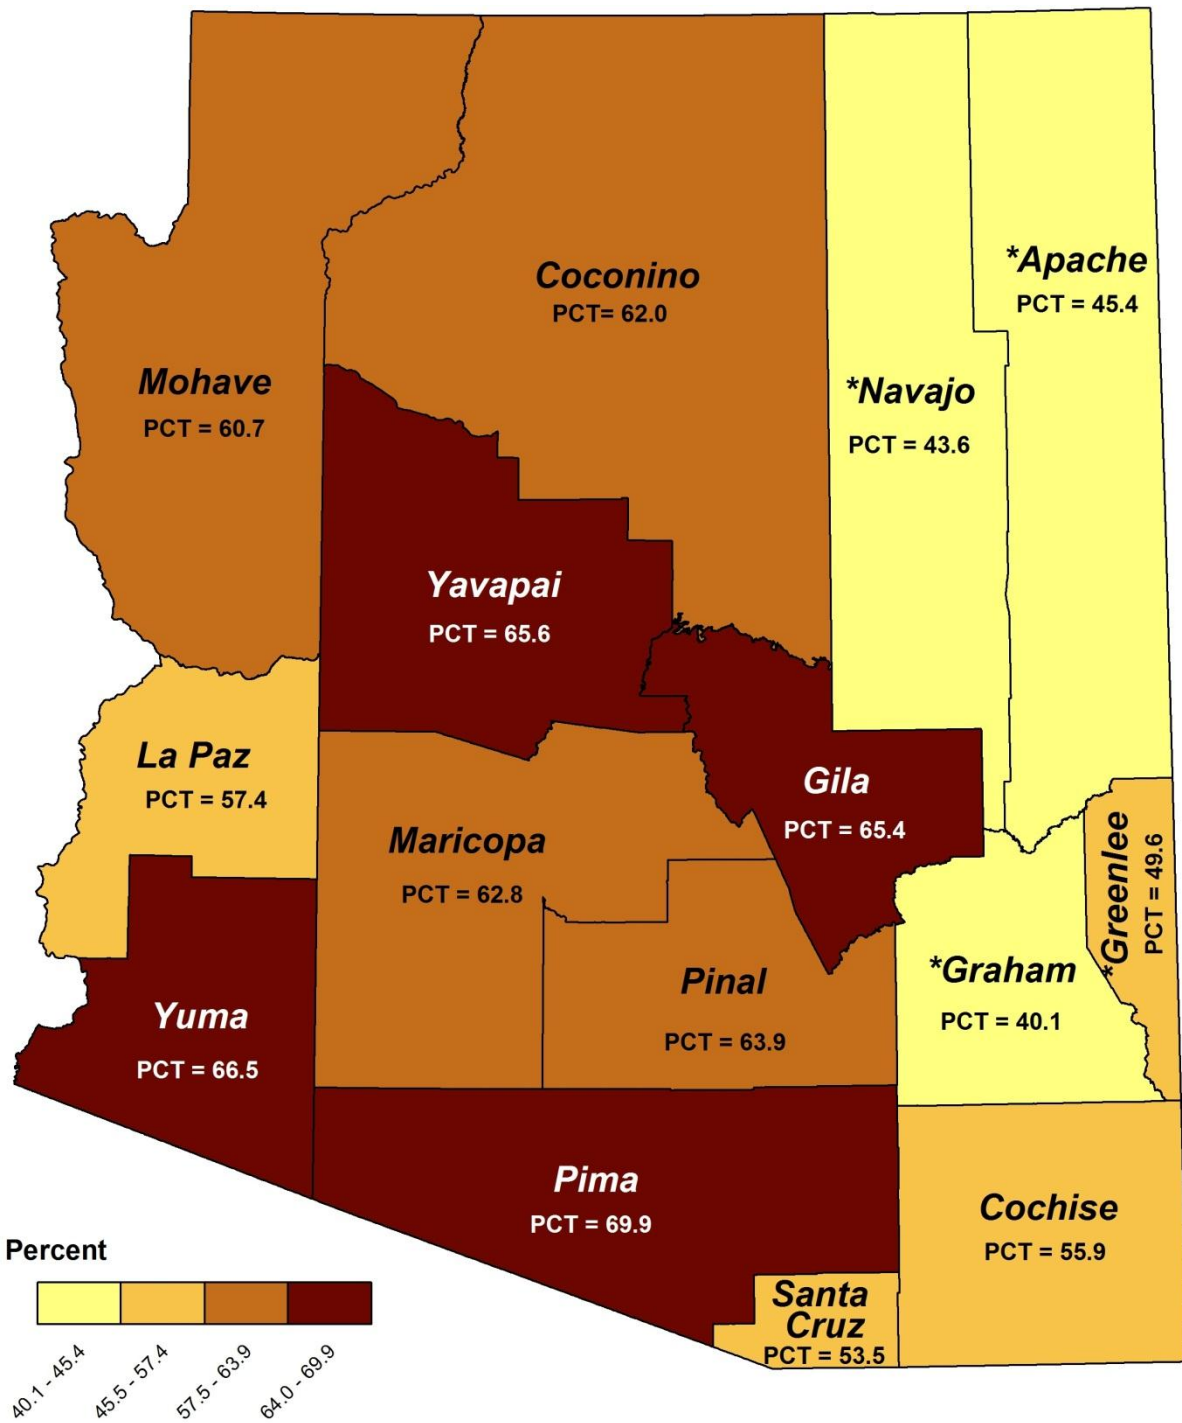 *Apache
PCT = 45.4
Coconino
PCT= 62.0
Mohave
PCT = 60.7
*Navajo
PCT = 43.6
Yavapai
PCT = 65.6
La Paz
PCT = 57.4
Gila
PCT = 65.4
Maricopa
PCT = 62.8
*Greenlee
PCT = 49.6
Pinal
PCT = 63.9
*Graham
PCT = 40.1
Yuma
PCT = 66.5
Pima
PCT = 69.9
Cochise
PCT = 55.9
Santa
Cruz
PCT = 53.5
Percent
40.1 - 45.4
45.5 - 57.4
57.5 - 63.9
64.0 - 69.9